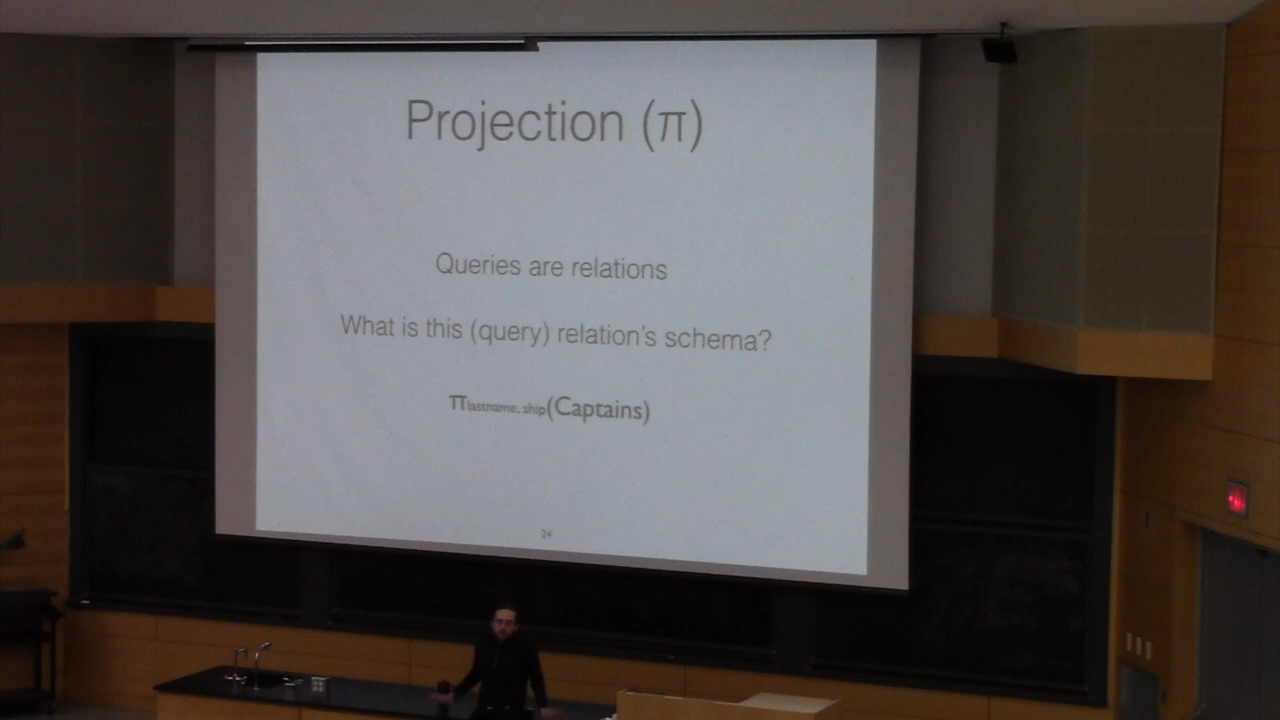 Projection (π)
Queries are relations
What is this (query) relation's schema?
πlastname, ship(Captains)
24